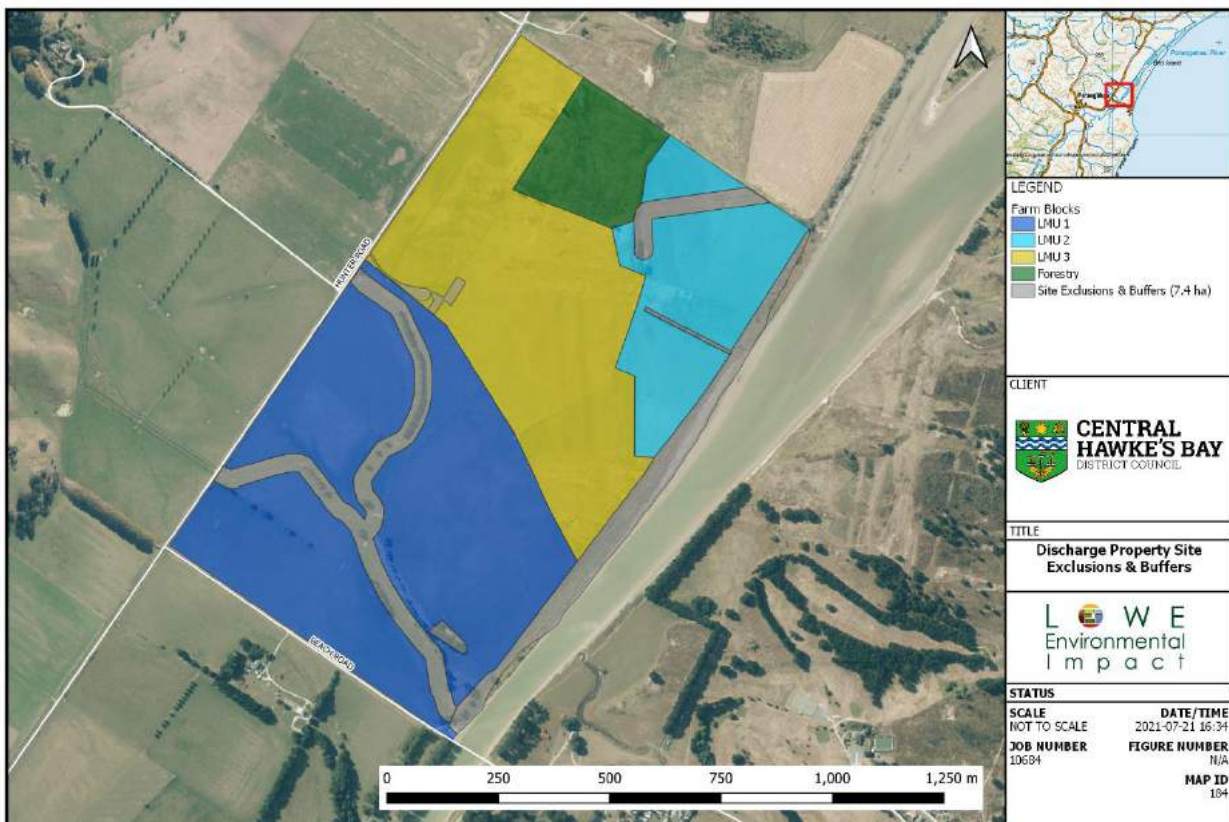 HUNTER ROAD
BEACH ROAD
0 250 500 750 1,000 1,250 m
LEGEND
Farm Blocks
LMU 1
LMU 2
LMU 3
Forestry
Site Exclusions & Buffers (7.4 ha)
CLIENT
CENTRAL
HAWKE'S BAY
DISTRICT COUNCIL
TITLE
Discharge Property Site
Exclusions & Buffers
LOWE
Environmental
Impact
STATUS
SCALE DATE/TIME
NOT TO SCALE 2021-07-21 16:34
JOB NUMBER FIGURE NUMBER
10684 N/A
MAP ID
184